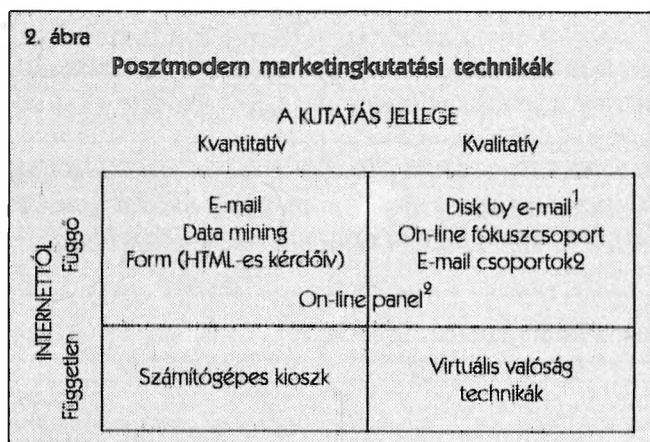 2. ábra
Posztmodern marketingkutatási technikák
A KUTATÁS JELLEGE
Kvantitatív Kvalitatív
INTERNETTŐL
Függő
E-mail
Data mining
Form (HTML-es kérdőív)
Disk by e-mail¹
On-line fókuszcsoport
E-mail csoportok2
On-line panel²
Független
Számítógépes kioszk
Virtuális valóság
technikák